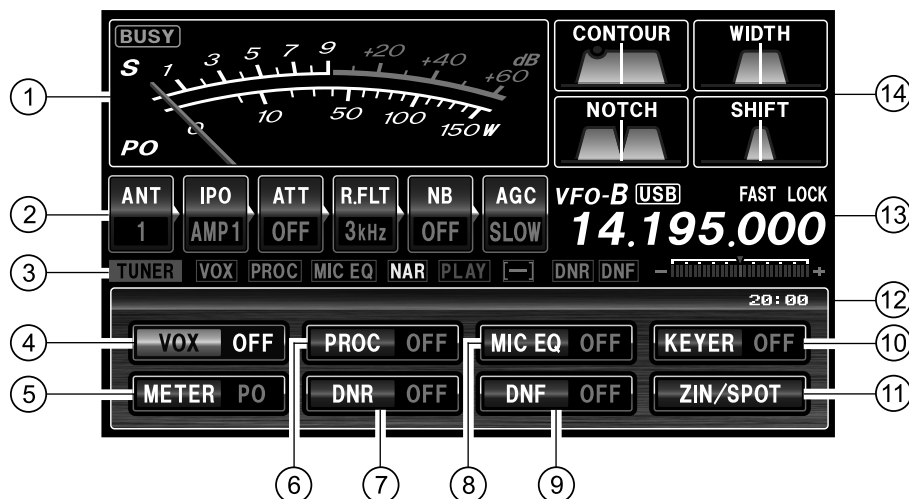 BUSY
S 1 3 5 7 9 +20 +40 +60 dB
0 10 50 100 150 W
PO
CONTOUR WIDTH
NOTCH SHIFT
1
14
ANT IPO ATT R.FLT NB AGC
1 AMP1 OFF 3kHz OFF SLOW
VFO-B USB FAST LOCK
14.195.000
2
13
3
TUNER VOX PROC MIC EQ NAR PLAY DNR DNF - +
20:00
12
4
VOX OFF PROC OFF MIC EQ OFF KEYER OFF
10
5
METER PO DNR OFF DNF OFF ZIN/SPOT
11
6 7 8 9